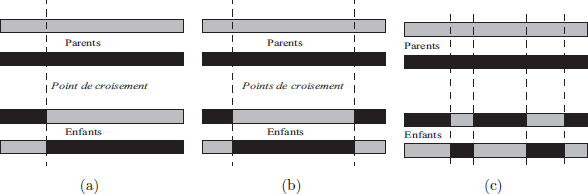 Parents
Point de croisement
Enfants
(a)
Parents
Points de croisement
Enfants
(b)
Parents
Enfants
(c)